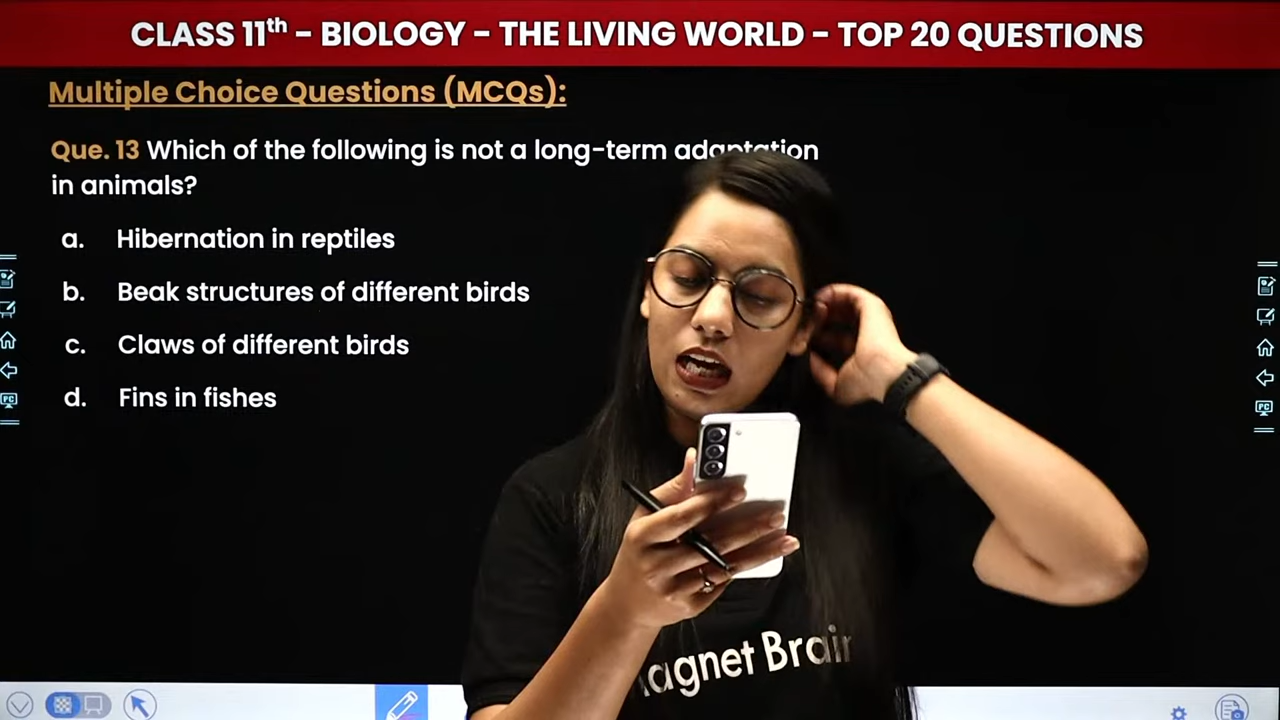 CLASS 11th – BIOLOGY – THE LIVING WORLD – TOP 20 QUESTIONS
Multiple Choice Questions (MCQs):
Que. 13 Which of the following is not a long-term adaptation
in animals?
a. Hibernation in reptiles
b. Beak structures of different birds
c. Claws of different birds
d. Fins in fishes
agnet Brain